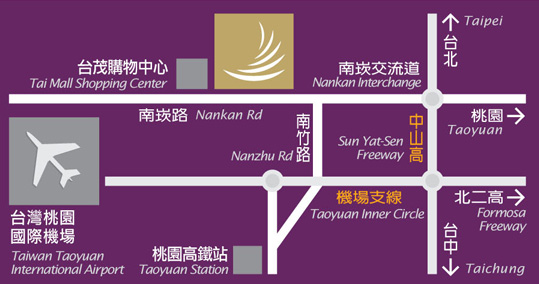 Taipei
台北
台茂購物中心
Tai Mall Shopping Center
南崁交流道
Nankan Interchange
南崁路 Nankan Rd
桃園
Taoyuan
南竹路
Nanzhu Rd
中山高
Sun Yat-Sen
Freeway
機場支線
Taoyuan Inner Circle
北二高
Formosa
Freeway
台灣桃園
國際機場
Taiwan Taoyuan
International Airport
桃園高鐵站
Taoyuan Station
台中
Taichung